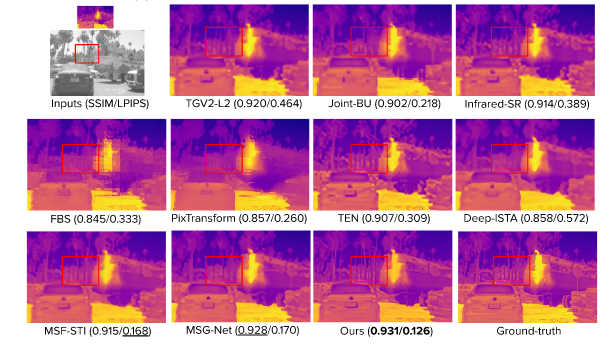 Inputs (SSIM/LPIPS) TGV2-L2 (0.920/0.464) Joint-BU (0.902/0.218) Infrared-SR (0.914/0.389)
FBS (0.845/0.333) PixTransform (0.857/0.260) TEN (0.907/0.309) Deep-ISTA (0.858/0.572)
MSF-STI (0.915/0.168) MSG-Net (0.928/0.170) Ours (0.931/0.126) Ground-truth